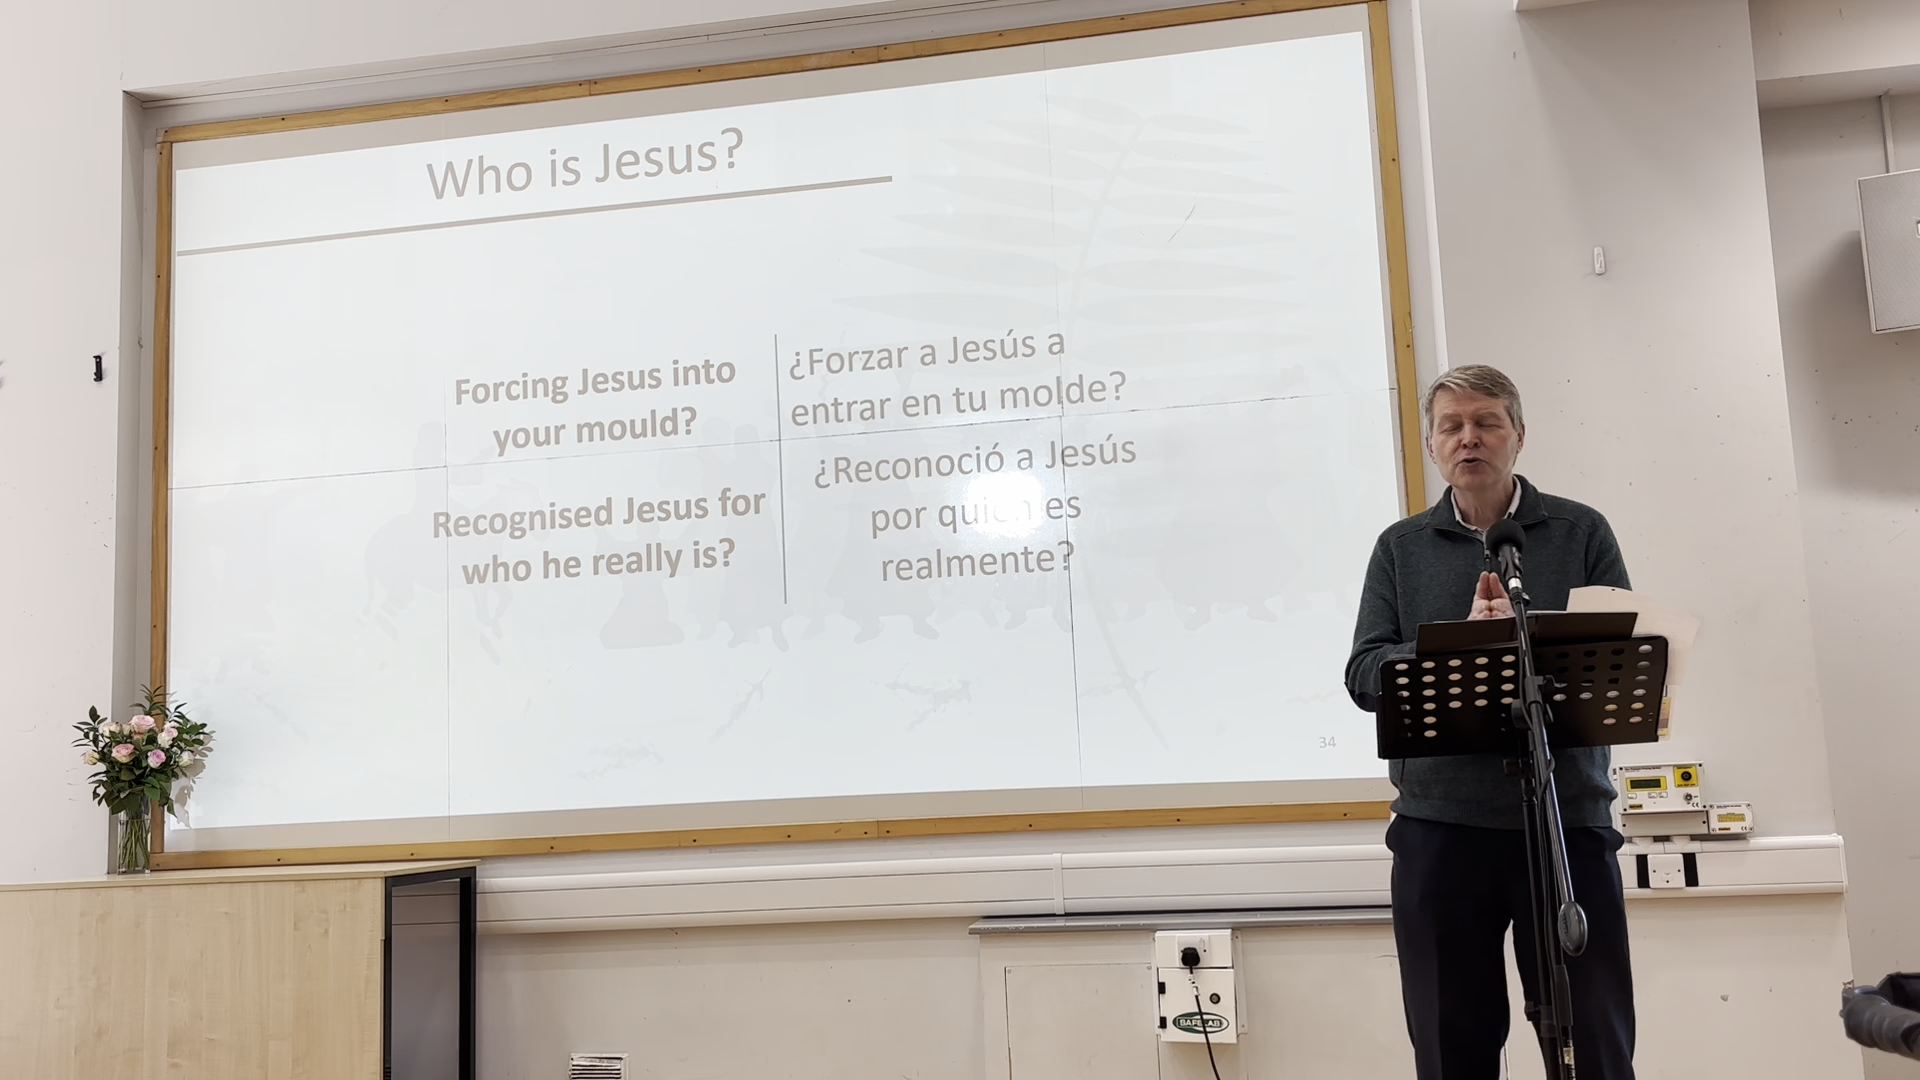 Who is Jesus?
Forcing Jesus into
your mould?
Recognised Jesus for
who he really is?
¿Forzar a Jesús a
entrar en tu molde?
¿Reconoció a Jesús
por quien es
realmente?
34
SAFELAB